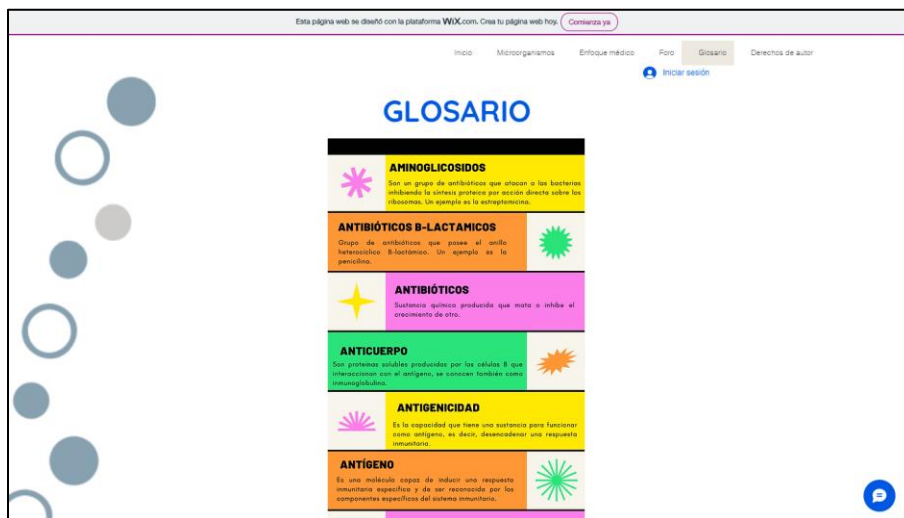 Esta página web se diseñó con la plataforma WiX.com. Crea tu página web hoy. Comienza ya
Inicio Microorganismos Enfoque médico Foro Glosario Derechos de autor
Iniciar sesión
GLOSARIO
AMINOGLICOSIDOS
Son un grupo de antibióticos que atacan a las bacterias
inhibiendo la síntesis proteica por acción directa sobre los
ribosomas. Un ejemplo es la estreptomicina.
ANTIBIÓTICOS B-LACTAMICOS
Grupo de antibióticos que posee el anillo
heterocíclico B-lactámico. Un ejemplo es la
penicilina.
ANTIBIÓTICOS
Sustancia química producida que mata o inhibe el
crecimiento de otro.
ANTICUERPO
Son proteínas solubles producidas por las células B que
interaccionan con el antígeno, se conocen también como
inmunoglobulina.
ANTIGENICIDAD
Es la capacidad que tiene una sustancia para funcionar
como antígeno, es decir, desencadenar una respuesta
inmunitaria.
ANTÍGENO
Es una molécula capaz de inducir una respuesta
inmunitaria específica y de ser reconocida por los
componentes específicos del sistema inmunitario.